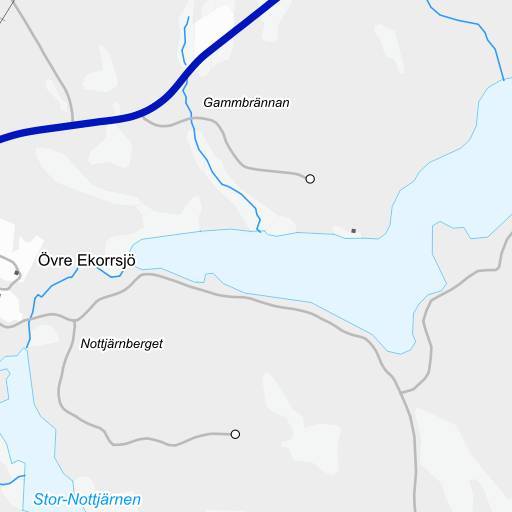 Gammbrännan
Övre Ekorrsjö
Nottjärnberget
Stor-Nottjärnen